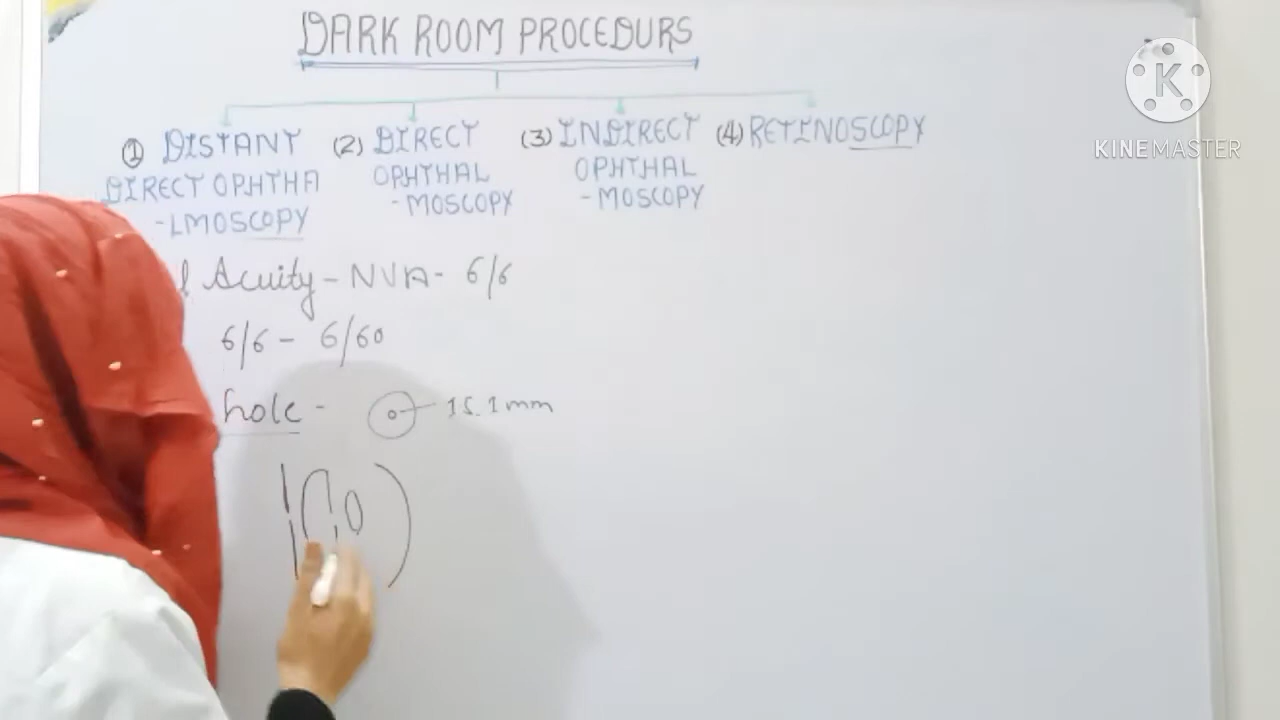 DARK ROOM PROCEDURS
① DISTANT DIRECT OPHTHA -LMOSCOPY
(2) DIRECT OPHTHAL -MOSCOPY
(3) INDIRECT OPHTHAL -MOSCOPY
(4) RETINOSCOPY
Acuity - NVA- 6/6
6/6 - 6/60
hole -
1mm
K
KINEMASTER